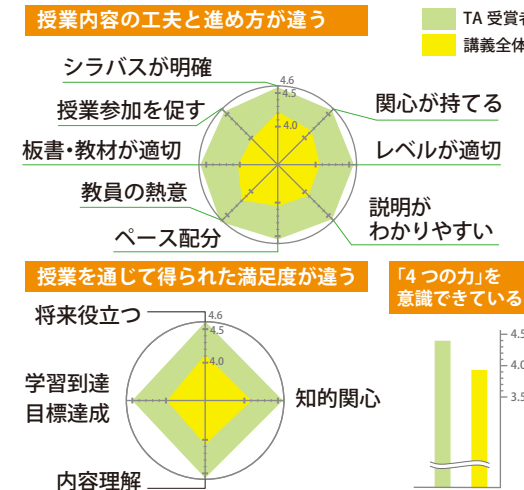 授業内容の工夫と進め方が違う
TA 受賞者
講義全体
シラバスが明確
授業参加を促す
板書・教材が適切
教員の熱意
ペース配分
関心が持てる
レベルが適切
説明が
わかりやすい
4.6
4.5
4.0
授業を通じて得られた満足度が違う
将来役立つ
学習到達
目標達成
内容理解
知的関心
4.6
4.5
4.0
「4 つの力」を
意識できている
4.5
4.0
3.5